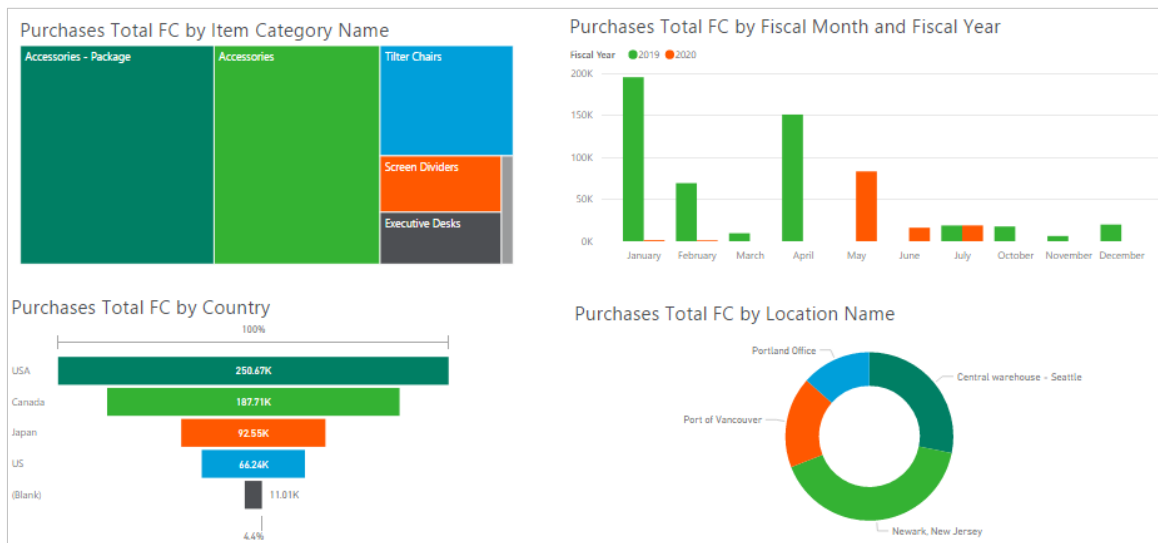 Purchases Total FC by Item Category Name
Accessories - Package
Accessories
Tilter Chairs
Screen Dividers
Executive Desks
Purchases Total FC by Fiscal Month and Fiscal Year
Fiscal Year 2019 2020
200K
150K
100K
50K
0K
January February March April May June July October November December
Purchases Total FC by Country
100%
USA 250.67K
Canada 187.71K
Japan 92.55K
US 66.24K
(Blank) 11.01K
4.4%
Purchases Total FC by Location Name
Portland Office
Central warehouse - Seattle
Port of Vancouver
Newark, New Jersey